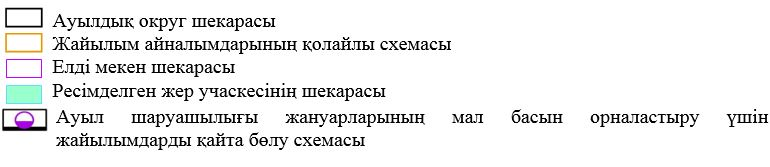 Ауылдық округ шекарасы
Жайылым айналымдарының қолайлы схемасы
Елді мекен шекарасы
Ресімделген жер учаскесінің шекарасы
Ауыл шаруашылығы жануарларының мал басын орналастыру үшін
жайылымдарды қайта бөлу схемасы